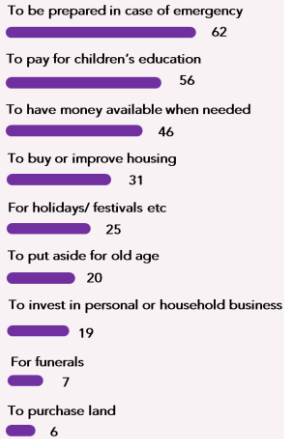 To be prepared in case of emergency
62
To pay for children's education
56
To have money available when needed
46
To buy or improve housing
31
For holidays/ festivals etc
25
To put aside for old age
20
To invest in personal or household business
19
For funerals
7
To purchase land
6